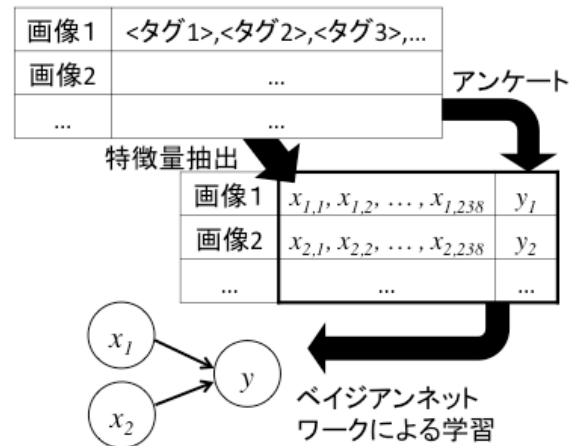 画像1 <タグ1>,<タグ2>,<タグ3>,...
画像2 ...
... ...
アンケート
特徴量抽出
画像1 x1,1, x1,2, ... , x1,238 y1
画像2 x2,1, x2,2, ... , x2,238 y2
... ... ...
x1
y
x2
ベイジアンネット
ワークによる学習